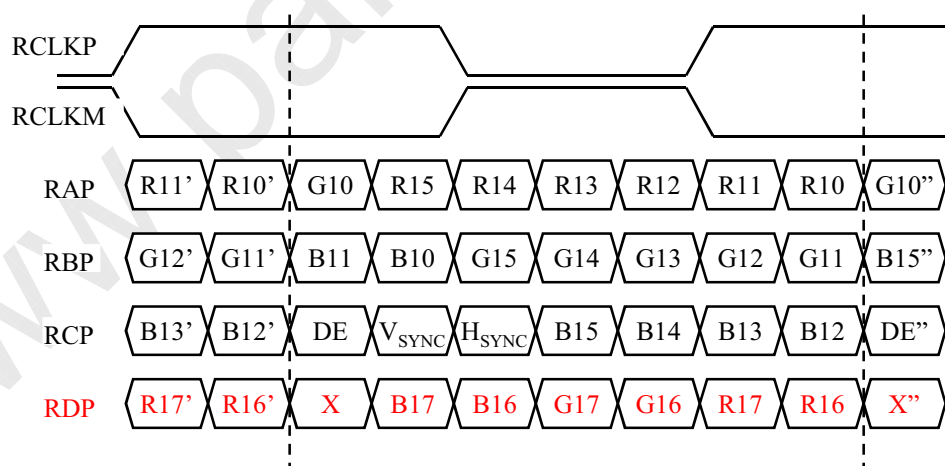 RCLKP
RCLKM
RAP R11’ R10’ G10 R15 R14 R13 R12 R11 R10 G10”
RBP G12’ G11’ B11 B10 G15 G14 G13 G12 G11 B15”
RCP B13’ B12’ DE VSYNC HSYNC B15 B14 B13 B12 DE”
RDP R17’ R16’ X B17 B16 G17 G16 R17 R16 X”